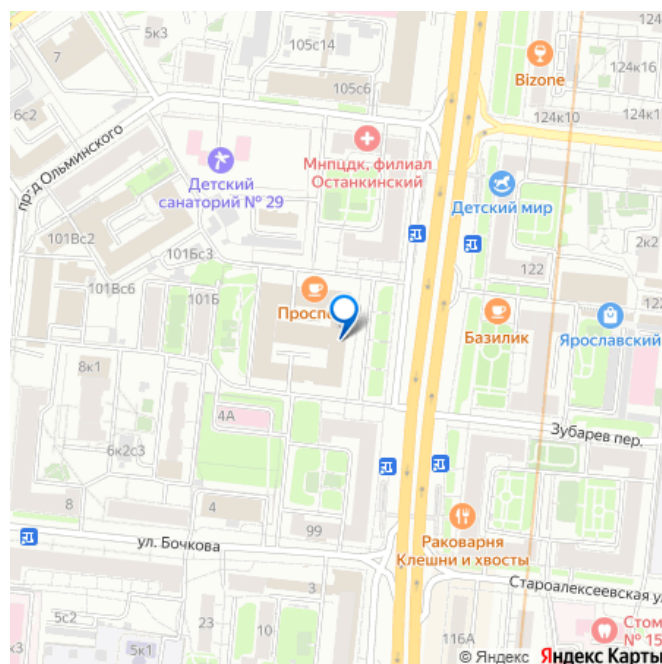 5к3
7
105с14
105с6
124к16
Bizone
124к10
6с2
пр-д Ольминского
Мнпцдк, филиал
Останкинский
Детский
санаторий № 29
Детский мир
101Вс2
101Бс3
2к2
122
101Вс6
101Б
Базилик
Ярославский
8к1
4А
Зубарев пер.
6к2с3
8
4
99
ул. Бочкова
Раковарня
Клешни и хвосты
3
Староалексеевская у
5с2
23
10
5к1
116А
Стом
№ 15
© Яндекс Яндекс Карты